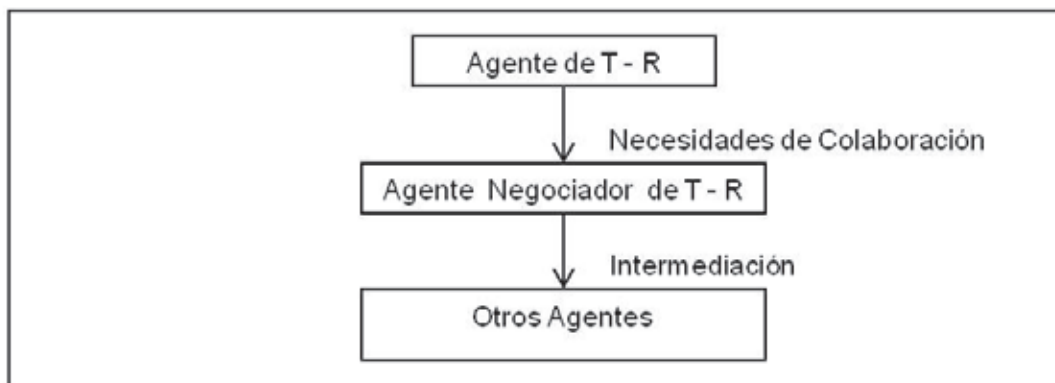 Agente de T - R
Necesidades de Colaboración
Agente Negociador de T - R
Intermediación
Otros Agentes